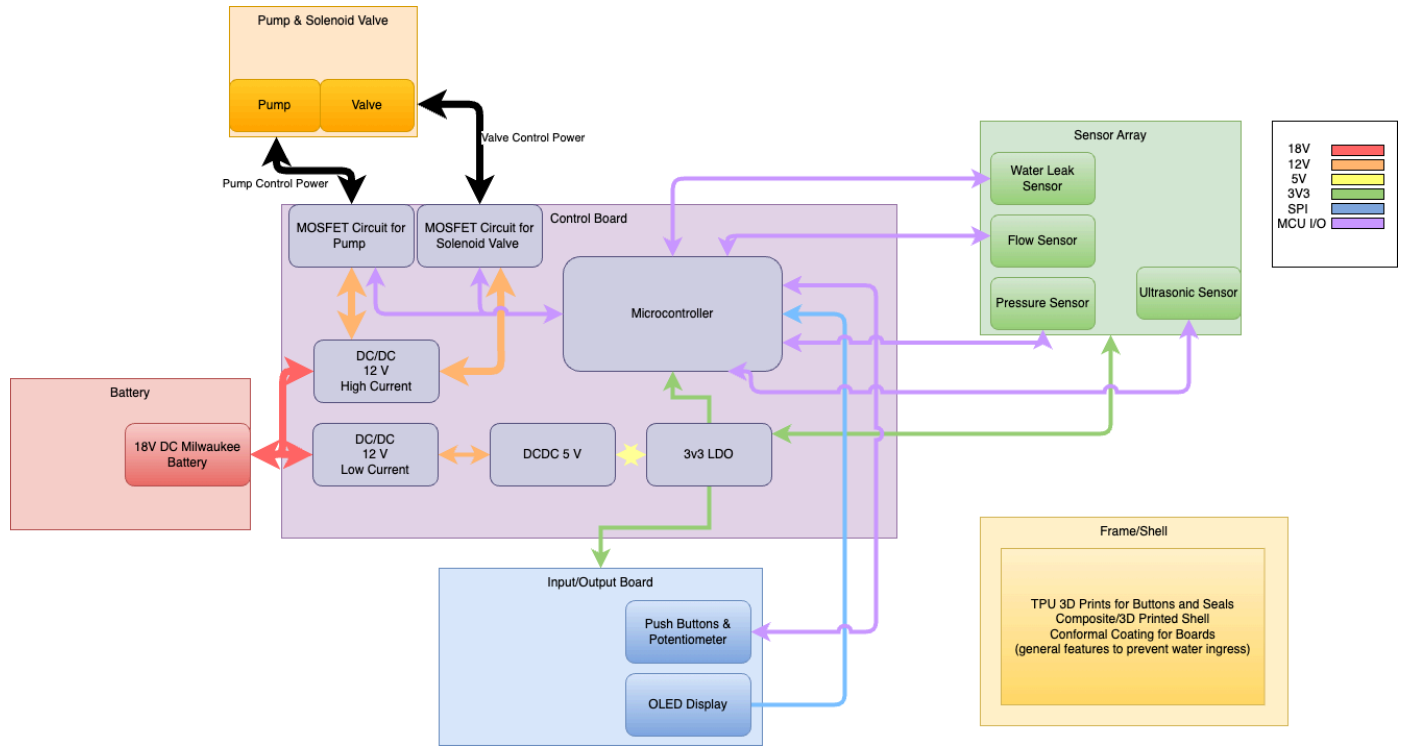 Pump & Solenoid Valve
Pump
Valve
Valve Control Power
Pump Control Power
Sensor Array
Water Leak
Sensor
Flow Sensor
Pressure Sensor
Ultrasonic Sensor
18V
12V
5V
3V3
SPI
MCU I/O
Control Board
MOSFET Circuit for
Pump
MOSFET Circuit for
Solenoid Valve
Microcontroller
DC/DC
12 V
High Current
Battery
18V DC Milwaukee
Battery
DC/DC
12 V
Low Current
DCDC 5 V
3v3 LDO
Input/Output Board
Push Buttons &
Potentiometer
OLED Display
Frame/Shell
TPU 3D Prints for Buttons and Seals
Composite/3D Printed Shell
Conformal Coating for Boards
(general features to prevent water ingress)